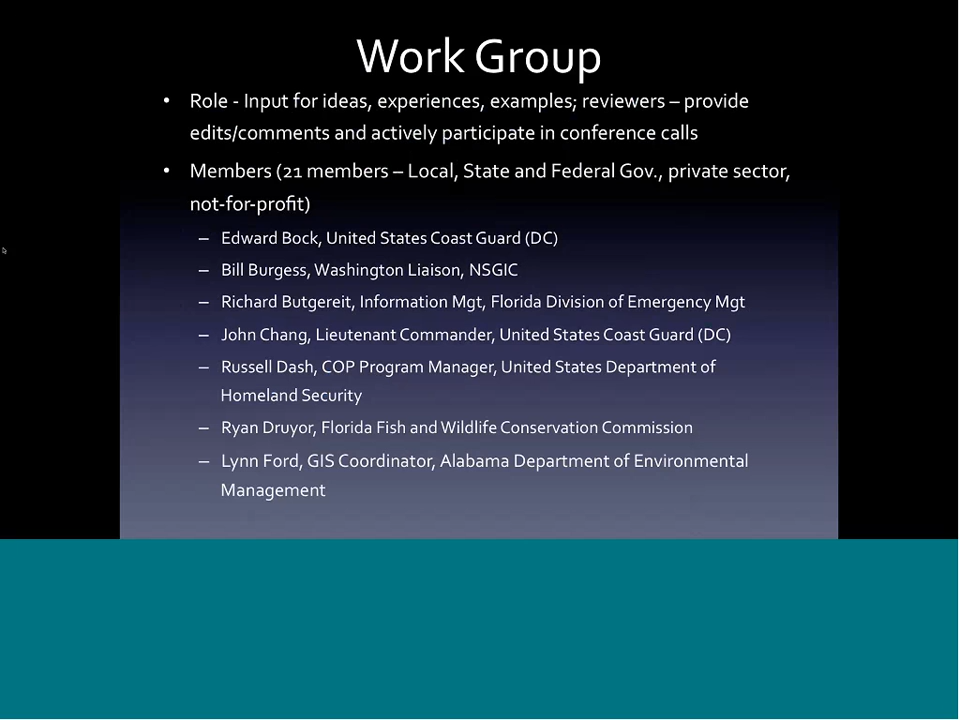 Work Group
• Role - Input for ideas, experiences, examples; reviewers – provide
edits/comments and actively participate in conference calls
• Members (21 members – Local, State and Federal Gov., private sector,
not-for-profit)
– Edward Bock, United States Coast Guard (DC)
– Bill Burgess, Washington Liaison, NSGIC
– Richard Butgereit, Information Mgt, Florida Division of Emergency Mgt
– John Chang, Lieutenant Commander, United States Coast Guard (DC)
– Russell Dash, COP Program Manager, United States Department of
Homeland Security
– Ryan Druyor, Florida Fish and Wildlife Conservation Commission
– Lynn Ford, GIS Coordinator, Alabama Department of Environmental
Management